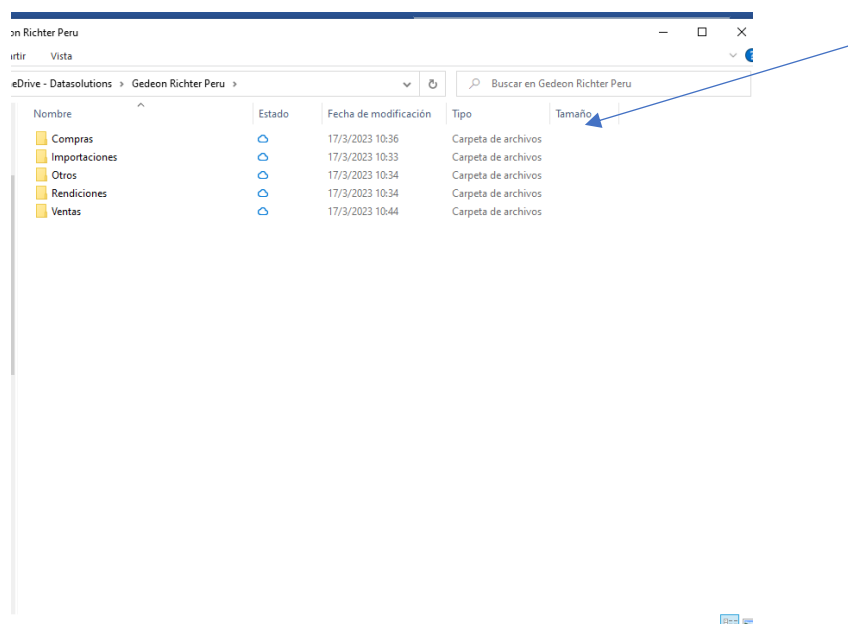 on Richter Peru
rtir Vista
eDrive - Datasolutions > Gedeon Richter Peru > Buscar en Gedeon Richter Peru
Nombre Estado Fecha de modificación Tipo Tamaño
Compras 17/3/2023 10:36 Carpeta de archivos
Importaciones 17/3/2023 10:33 Carpeta de archivos
Otros 17/3/2023 10:34 Carpeta de archivos
Rendiciones 17/3/2023 10:34 Carpeta de archivos
Ventas 17/3/2023 10:44 Carpeta de archivos